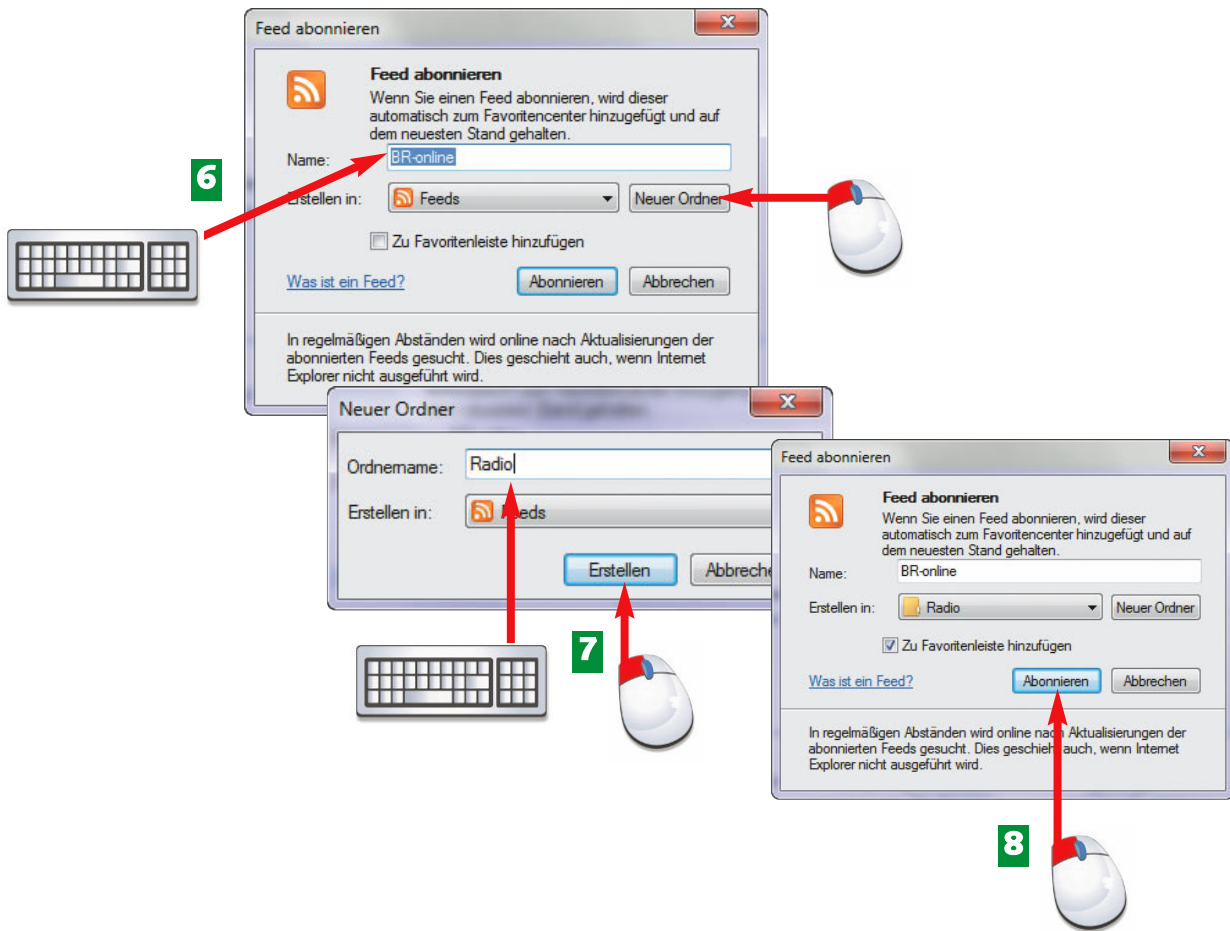 Feed abonnieren
Feed abonnieren
Wenn Sie einen Feed abonnieren, wird dieser
automatisch zum Favoritencenter hinzugefügt und auf
dem neuesten Stand gehalten.
6
Name: BR-online
Erstellen in: Feeds Neuer Ordner
Zu Favoritenleiste hinzufügen
Was ist ein Feed? Abonnieren Abbrechen
In regelmäßigen Abständen wird online nach Aktualisierungen der
abonnierten Feeds gesucht. Dies geschieht auch, wenn Internet
Explorer nicht ausgeführt wird.
Neuer Ordner
Ordnername: Radio
Erstellen in: Feeds
Erstellen Abbreche
7
Feed abonnieren
Feed abonnieren
Wenn Sie einen Feed abonnieren, wird dieser
automatisch zum Favoritencenter hinzugefügt und auf
dem neuesten Stand gehalten.
Name: BR-online
Erstellen in: Radio Neuer Ordner
Zu Favoritenleiste hinzufügen
Was ist ein Feed? Abonnieren Abbrechen
In regelmäßigen Abständen wird online nach Aktualisierungen der
abonnierten Feeds gesucht. Dies geschieht auch, wenn Internet
Explorer nicht ausgeführt wird.
8